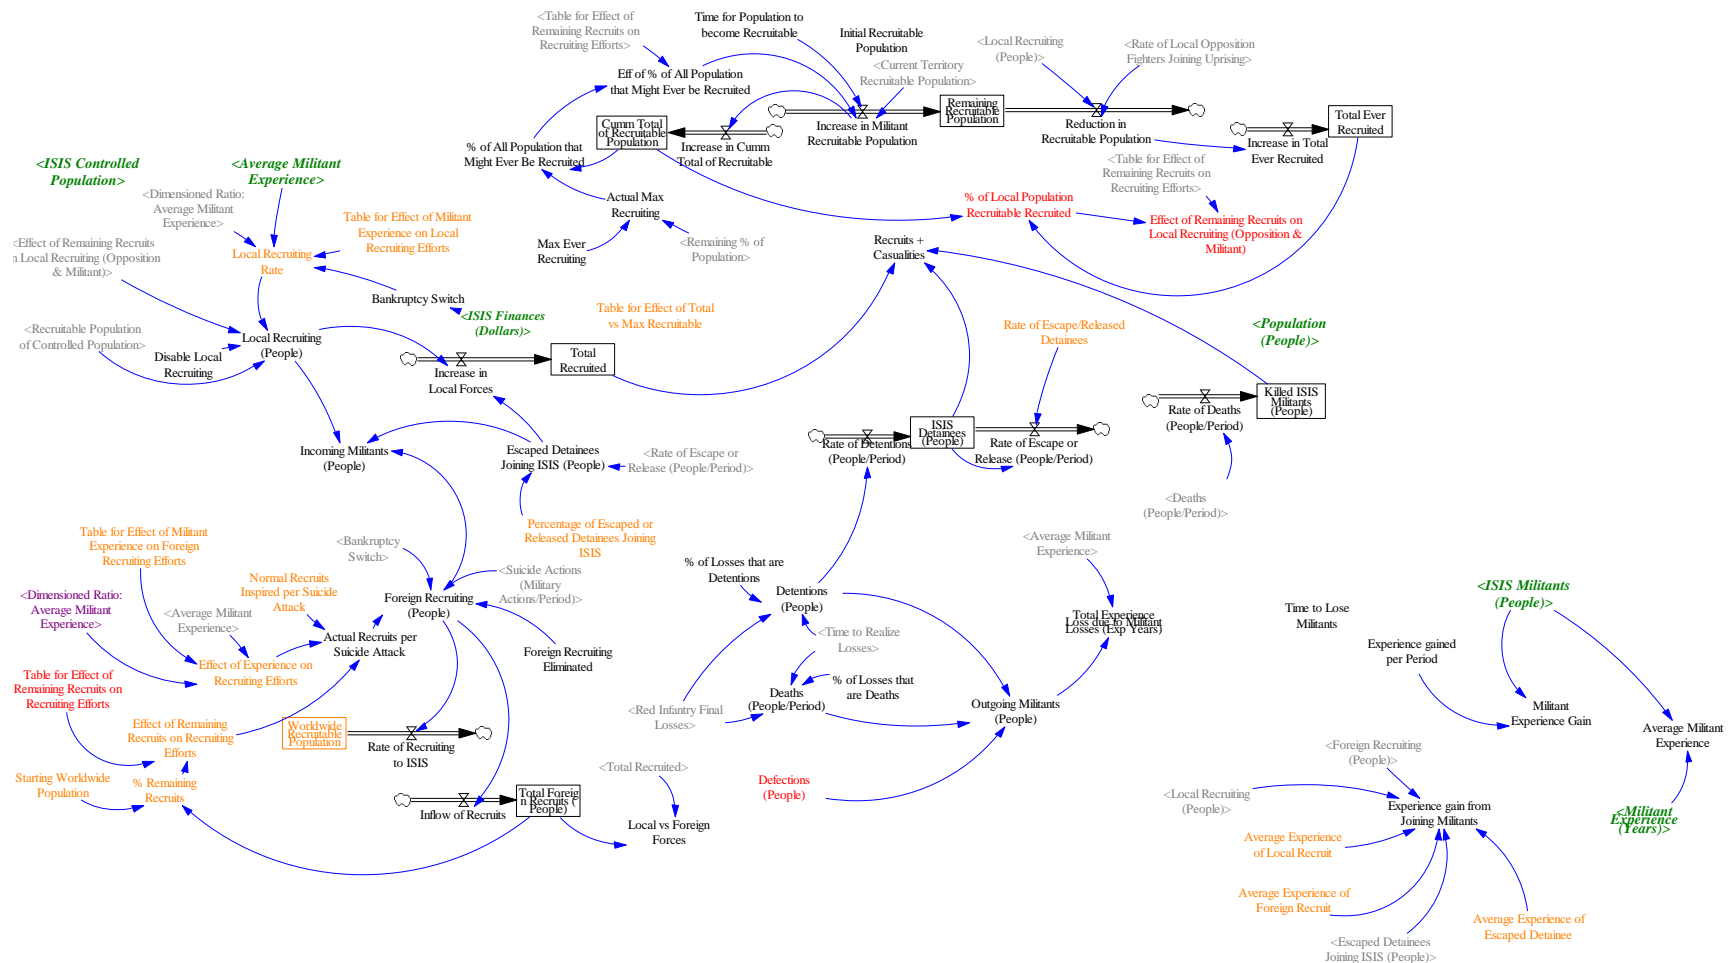 <Table for Effect of
Remaining Recruits on
Recruiting Efforts>
Time for Population to
become Recruitable
Initial Recruitable
Population
<Current Territory
Recruitable Population>
<Local Recruiting
(People)>
<Rate of Local Opposition
Fighters Joining Uprising>
Eff of % of All Population
that Might Ever be Recruited
Cumm Total
of Recruitable
Population
Increase in Cumm
Total of Recruitable
Increase in Militant
Recruitable Population
Remaining
Recruitable
Population
Reduction in
Recruitable Population
Increase in Total
Ever Recruited
Total Ever
Recruited
% of All Population that
Might Ever Be Recruited
<Table for Effect of
Remaining Recruits on
Recruiting Efforts>
<ISIS Controlled
Population>
<Average Militant
Experience>
<Dimensioned Ratio:
Average Militant
Experience>
Table for Effect of Militant
Experience on Local
Recruiting Efforts
Actual Max
Recruiting
% of Local Population
Recruitable Recruited
Effect of Remaining Recruits on
Local Recruiting (Opposition &
Militant)
<Effect of Remaining Recruits
n Local Recruiting (Opposition
& Militant)>
Local Recruiting
Rate
Max Ever
Recruiting
<Remaining % of
Population>
Recruits +
Casualities
Bankruptcy Switch
<ISIS Finances
(Dollars)>
Table for Effect of Total
vs Max Recruitable
Rate of Escape/Released
Detainees
<Population
(People)>
<Recruitable Population
of Controlled Population>
Disable Local
Recruiting
Local Recruiting
(People)
Increase in
Local Forces
Total
Recruited
Rate of Deaths
(People/Period)
Killed ISIS
Militants
(People)
Incoming Militants
(People)
Escaped Detainees
Joining ISIS (People)
<Rate of Escape or
Release (People/Period)>
Rate of Detentions
(People/Period)
ISIS
Detainees
(People)
Rate of Escape or
Release (People/Period)
<Deaths
(People/Period)>
Percentage of Escaped or
Released Detainees Joining
ISIS
Table for Effect of Militant
Experience on Foreign
Recruiting Efforts
<Bankruptcy
Switch>
<Suicide Actions
(Military
Actions/Period)>
% of Losses that are
Detentions
<Average Militant
Experience>
Normal Recruits
Inspired per Suicide
Attack
<Dimensioned Ratio:
Average Militant
Experience>
<Average Militant
Experience>
Foreign Recruiting
(People)
Detentions
(People)
Total Experience
Loss due to Militant
Losses (Exp Years)
Time to Lose
Militants
<ISIS Militants
(People)>
Actual Recruits per
Suicide Attack
Foreign Recruiting
Eliminated
<Time to Realize
Losses>
Experience gained
per Period
Effect of Experience on
Recruiting Efforts
Table for Effect of
Remaining Recruits on
Recruiting Efforts
Deaths
(People/Period)
% of Losses that
are Deaths
<Red Infantry Final
Losses>
Outgoing Militants
(People)
Militant
Experience Gain
Average Militant
Experience
Effect of Remaining
Recruits on Recruiting
Efforts
Worldwide
Recruitable
Population
Rate of Recruiting
to ISIS
<Foreign Recruiting
(People)>
<Total Recruited>
Defections
(People)
Starting Worldwide
Population
% Remaining
Recruits
Inflow of Recruits
Total Foreig
n Recruits (
People)
Local vs Foreign
Forces
<Local Recruiting
(People)>
Experience gain from
Joining Militants
<Militant
Experience
(Years)>
Average Experience
of Local Recruit
Average Experience of
Foreign Recruit
Average Experience of
Escaped Detainee
<Escaped Detainees
Joining ISIS (People)>